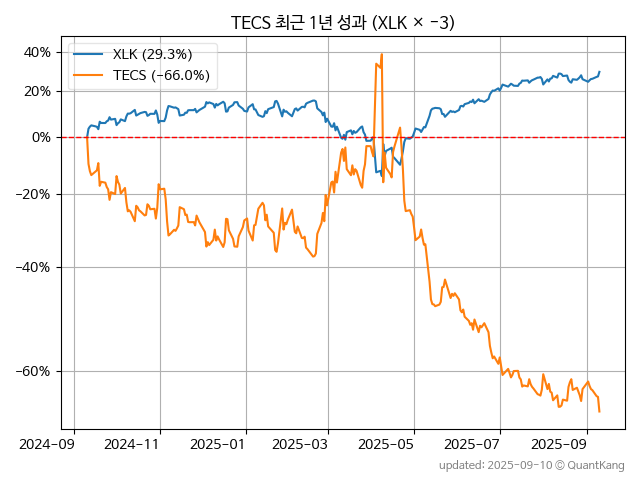 TECS 최근 1년 성과 (XLK × −3)
XLK (29.3%)
TECS (−66.0%)
40%
20%
0%
−20%
−40%
−60%
2024-09 2024-11 2025-01 2025-03 2025-05 2025-07 2025-09
updated: 2025-09-10 © QuantKang